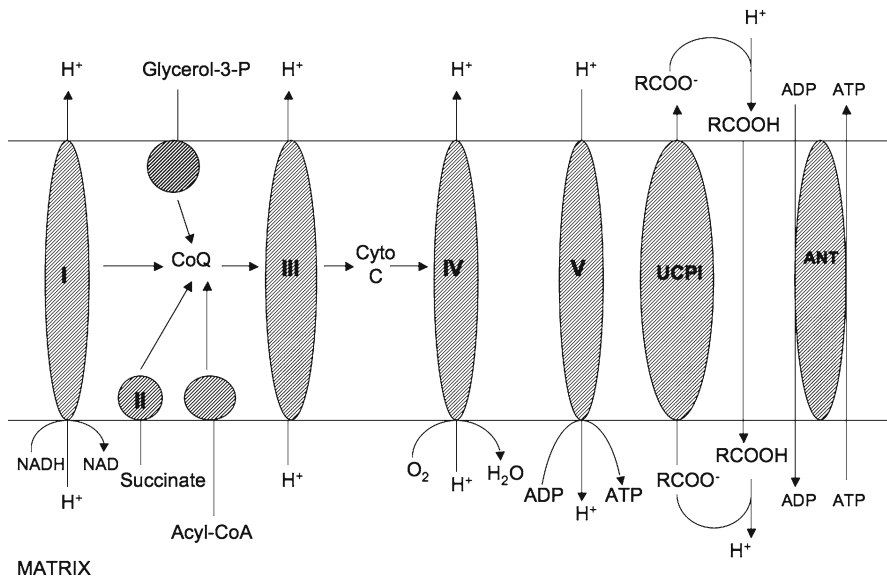 H⁺
H⁺ Glycerol-3-P H⁺ H⁺ H⁺ RCOO⁻ ADP ATP
RCOOH
I CoQ III Cyto C IV V UCPI ANT
II
NADH NAD
H⁺
Succinate
H⁺
O₂ H₂O
H⁺
ADP ATP
H⁺
RCOOH
RCOO⁻
ADP ATP
Acyl-CoA
H⁺
MATRIX